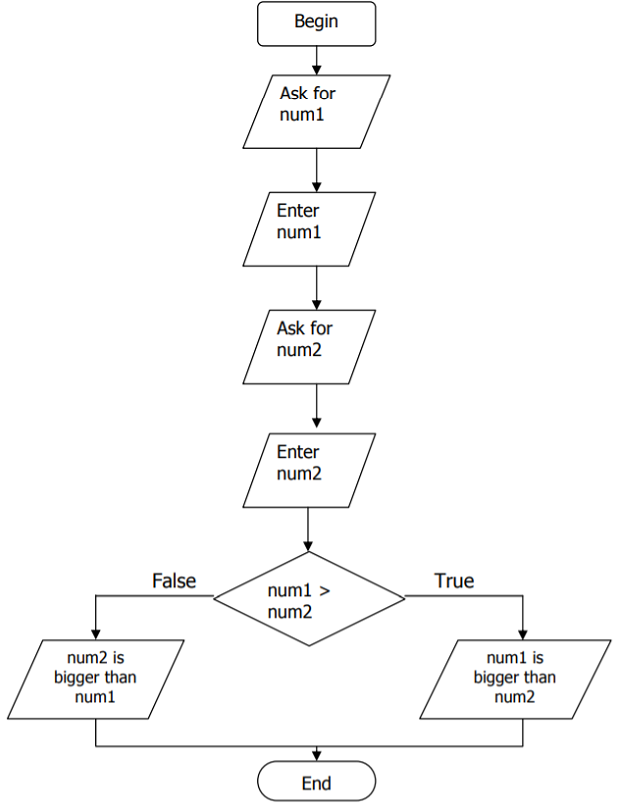 Begin
Ask for
num1
Enter
num1
Ask for
num2
Enter
num2
False
num1 >
num2
True
num2 is
bigger than
num1
num1 is
bigger than
num2
End